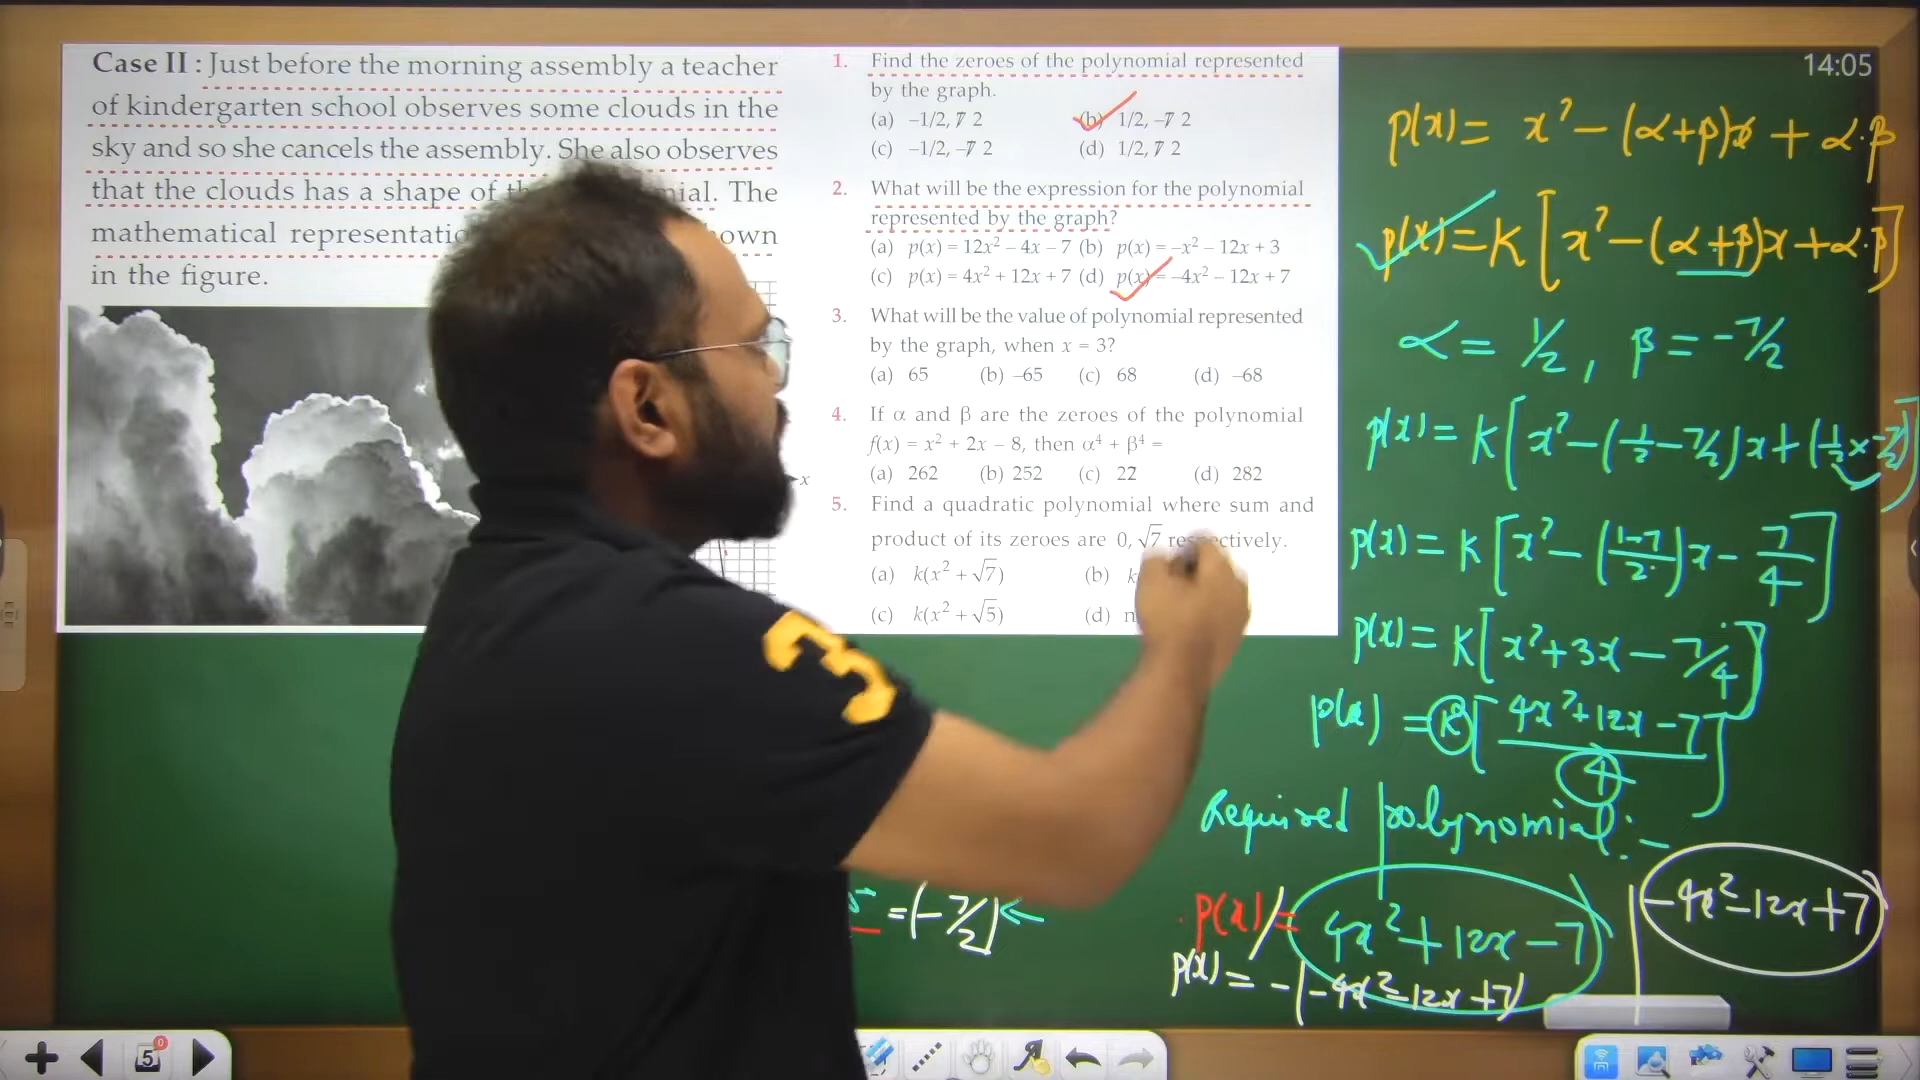 Case II : Just before the morning assembly a teacher
of kindergarten school observes some clouds in the
sky and so she cancels the assembly. She also observes
that the clouds has a shape of The
mathematical
in the figure.
x
1. Find the zeroes of the polynomial represented
by the graph.
(a) –1/2, 7 2 (b) 1/2, –7 2
(c) –1/2, –7 2 (d) 1/2, 7 2
2. What will be the expression for the polynomial
represented by the graph?
(a) p(x) = 12x² – 4x – 7 (b) p(x) = –x² – 12x + 3
(c) p(x) = 4x² + 12x + 7 (d) p(x) = –4x² – 12x + 7
3. What will be the value of polynomial represented
by the graph, when x = 3?
(a) 65 (b) –65 (c) 68 (d) –68
4. If α and β are the zeroes of the polynomial
f(x) = x² + 2x – 8, then α⁴ + β⁴ =
(a) 262 (b) 252 (c) 22 (d) 282
5. Find a quadratic polynomial where sum and
product of its zeroes are 0, √7 respectively.
(a) k(x² + √7) (b) k
(c) k(x² + √5) (d) n
14:05
p(x) = x² – (α+β)x + α·β
p(x) = K[x² – (α+β)x + α·β]
α = 1/2, β = -7/2
p(x) = K[x² – (1/2 – 7/2)x + (1/2 × -7/2)]
p(x) = K[x² – (1-7/2)x – 7/4]
p(x) = K[x² + 3x – 7/4]
p(x) = K[4x² + 12x – 7/4]
Required polynomial:–
= (-7/2)
p(x) = 4x² + 12x – 7
-4x² – 12x + 7
p(x) = -(-4x² – 12x + 7)
3
5
0